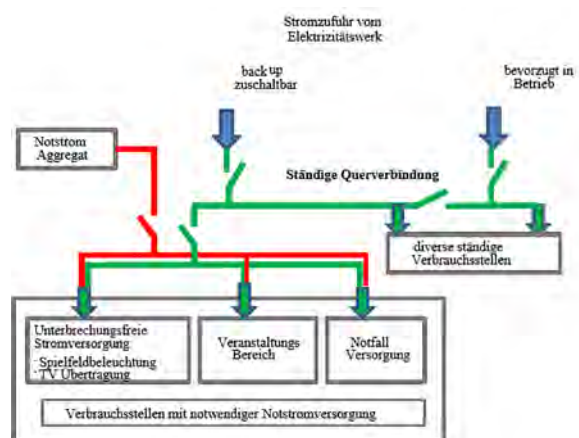 Stromzufuhr vom
Elektrizitätswerk
back up
zuschaltbar
bevorzugt in
Betrieb
Notstrom
Aggregat
Ständige Querverbindung
diverse ständige
Verbrauchsstellen
Unterbrechungsfreie
Stromversorgung
- Spielfeldbeleuchtung
- TV Übertragung
Veranstaltungs
Bereich
Notfall
Versorgung
Verbrauchsstellen mit notwendiger Notstromversorgung